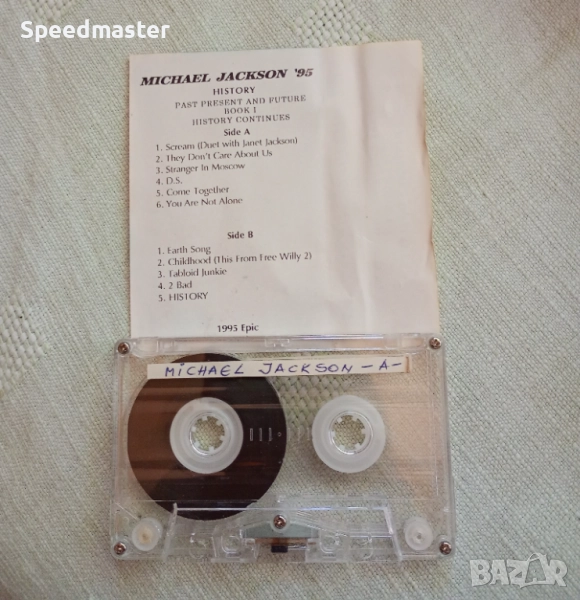 Speedmaster
MICHAEL JACKSON '95
HISTORY
PAST PRESENT AND FUTURE
BOOK 1
HISTORY CONTINUES
Side A
1. Scream (Duet with Janet Jackson)
2. They Don't Care About Us
3. Stranger In Moscow
4. D.S.
5. Come Together
6. You Are Not Alone
Side B
1. Earth Song
2. Childhood (This From Free Willy 2)
3. Tabloid Junkie
4. 2 Bad
5. HISTORY
1995 Epic
MiCHAEL JACKSON -A-
BAZAR